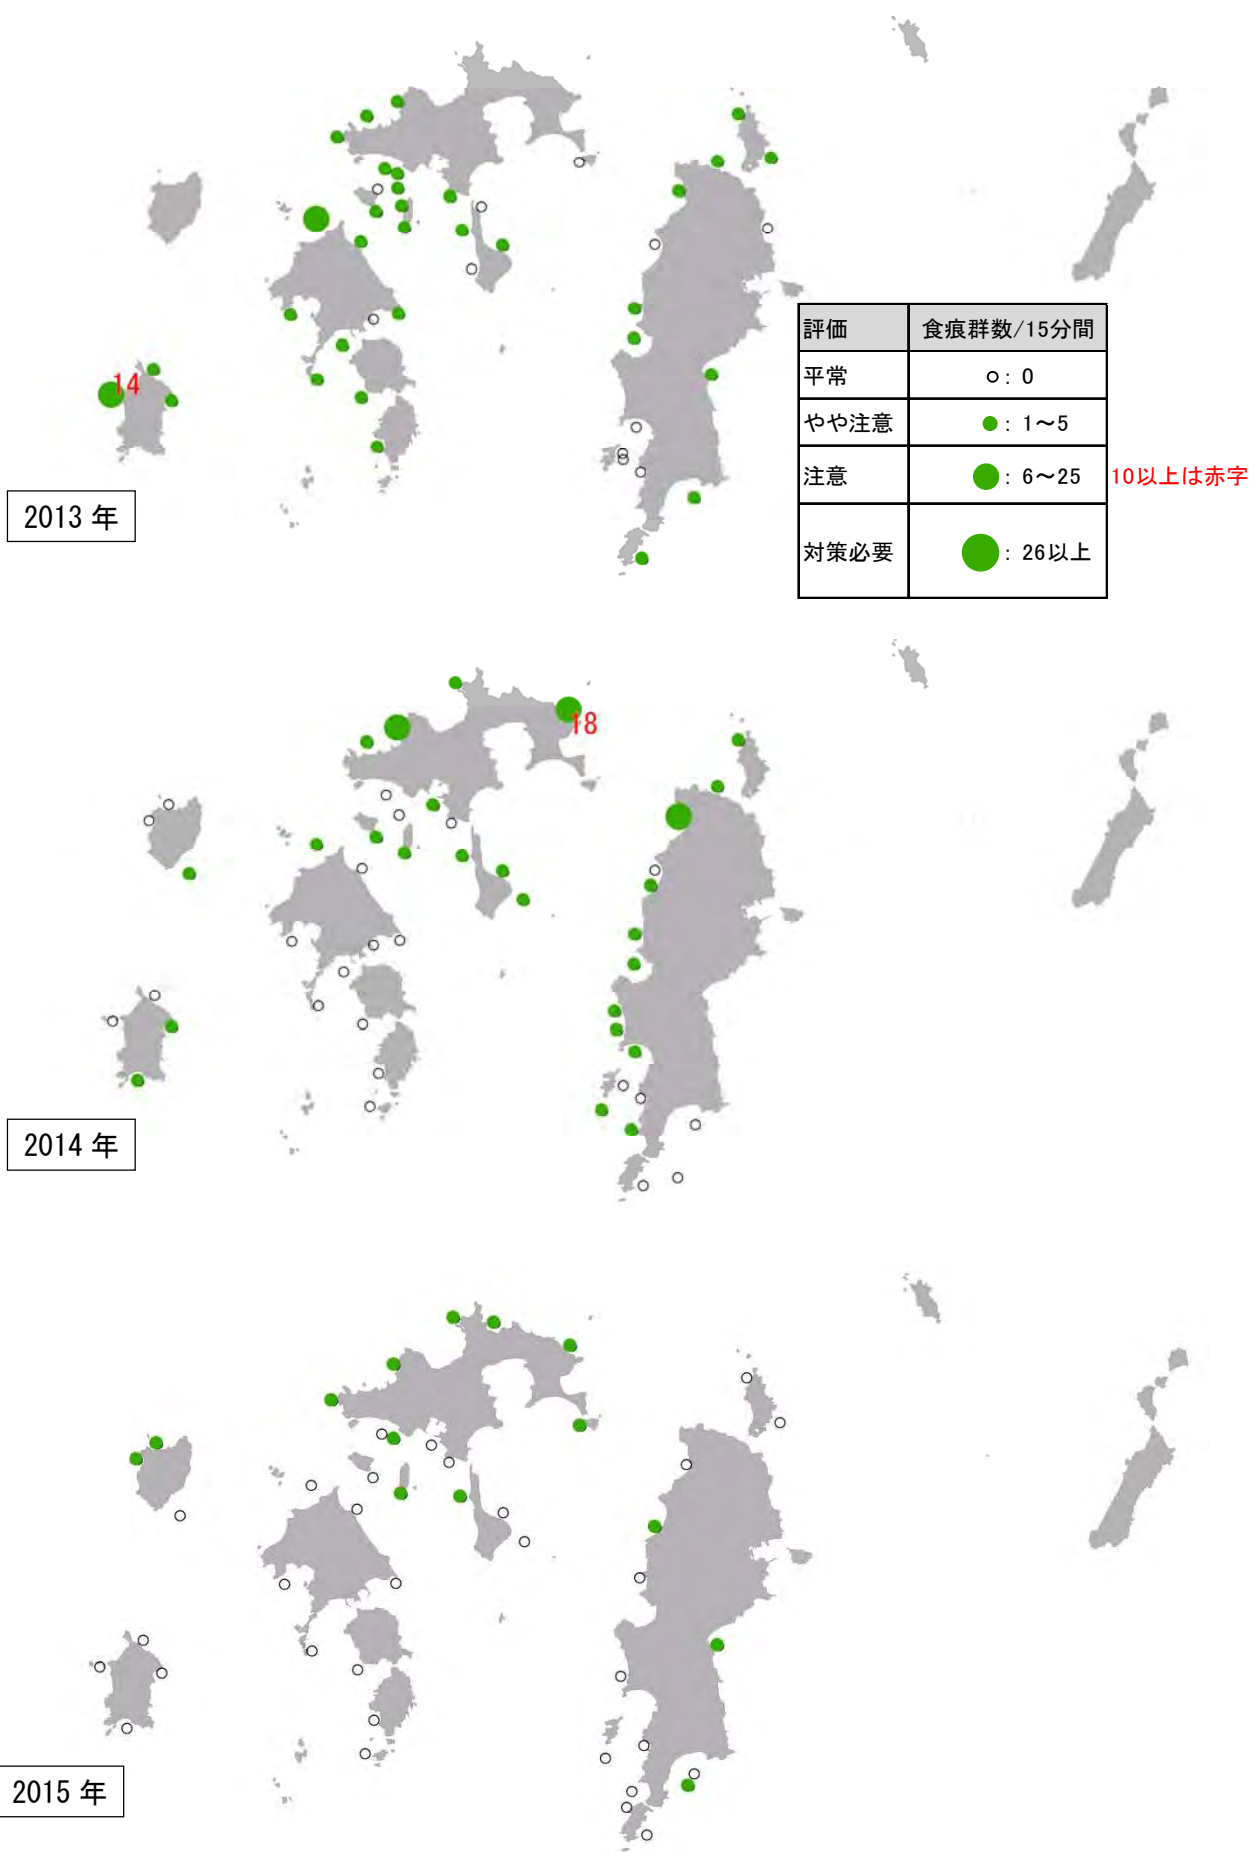 14
評価 食痕群数/15分間
平常 : 0
やや注意 : 1～5
注意 : 6～25 10以上は赤字
対策必要 : 26以上
2013 年
18
2014 年
2015 年